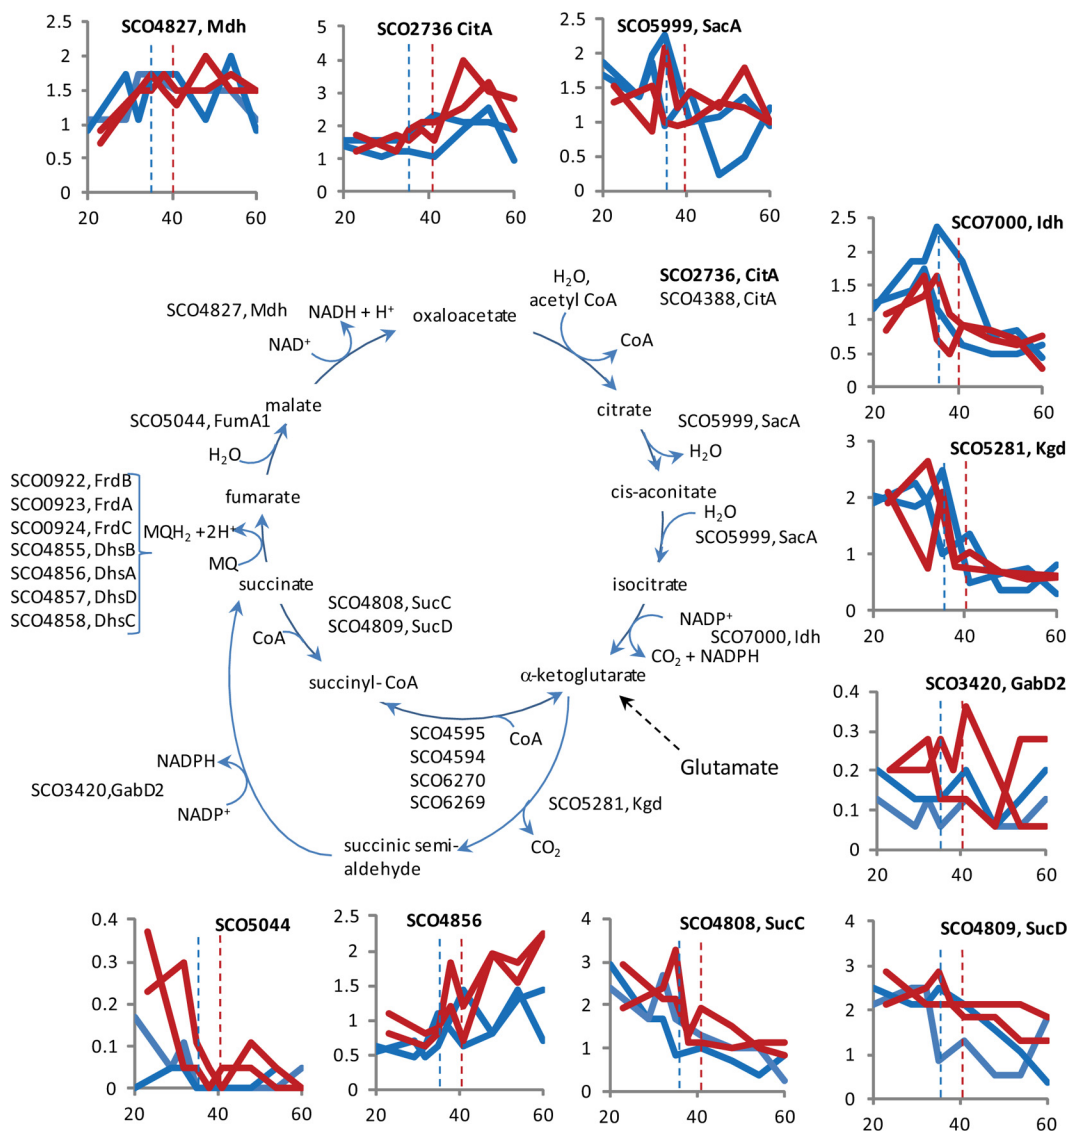 SCO4827, Mdh
2.5
2
1.5
1
0.5
0
20
40
60
SCO2736 CitA
5
4
3
2
1
0
20
40
60
SCO5999, SacA
2.5
2
1.5
1
0.5
0
20
40
60
SCO7000, Idh
2.5
2
1.5
1
0.5
0
20
40
60
SCO5281, Kgd
3
2
1
0
20
40
60
SCO3420, GabD2
0.4
0.3
0.2
0.1
0
20
40
60
SCO2736, CitA
SCO4388, CitA
H₂O,
acetyl CoA
CoA
oxaloacetate
NADH + H⁺
SCO4827, Mdh
NAD⁺
malate
citrate
SCO5999, SacA
H₂O
SCO5044, FumA1
H₂O
fumarate
cis-aconitate
H₂O
SCO5999, SacA
SCO0922, FrdB
SCO0923, FrdA
SCO0924, FrdC
SCO4855, DhsB
SCO4856, DhsA
SCO4857, DhsD
SCO4858, DhsC
MQH₂ +2H⁺
MQ
succinate
isocitrate
NADP⁺
SCO7000, Idh
CO₂ + NADPH
SCO4808, SucC
SCO4809, SucD
CoA
succinyl- CoA
α-ketoglutarate
SCO4595
SCO4594
SCO6270
SCO6269
CoA
Glutamate
NADPH
SCO3420,GabD2
NADP⁺
SCO5281, Kgd
CO₂
succinic semi-
aldehyde
SCO5044
0.4
0.3
0.2
0.1
0
20
40
60
SCO4856
2.5
2
1.5
1
0.5
0
20
40
60
SCO4808, SucC
4
3
2
1
0
20
40
60
SCO4809, SucD
4
3
2
1
0
20
40
60